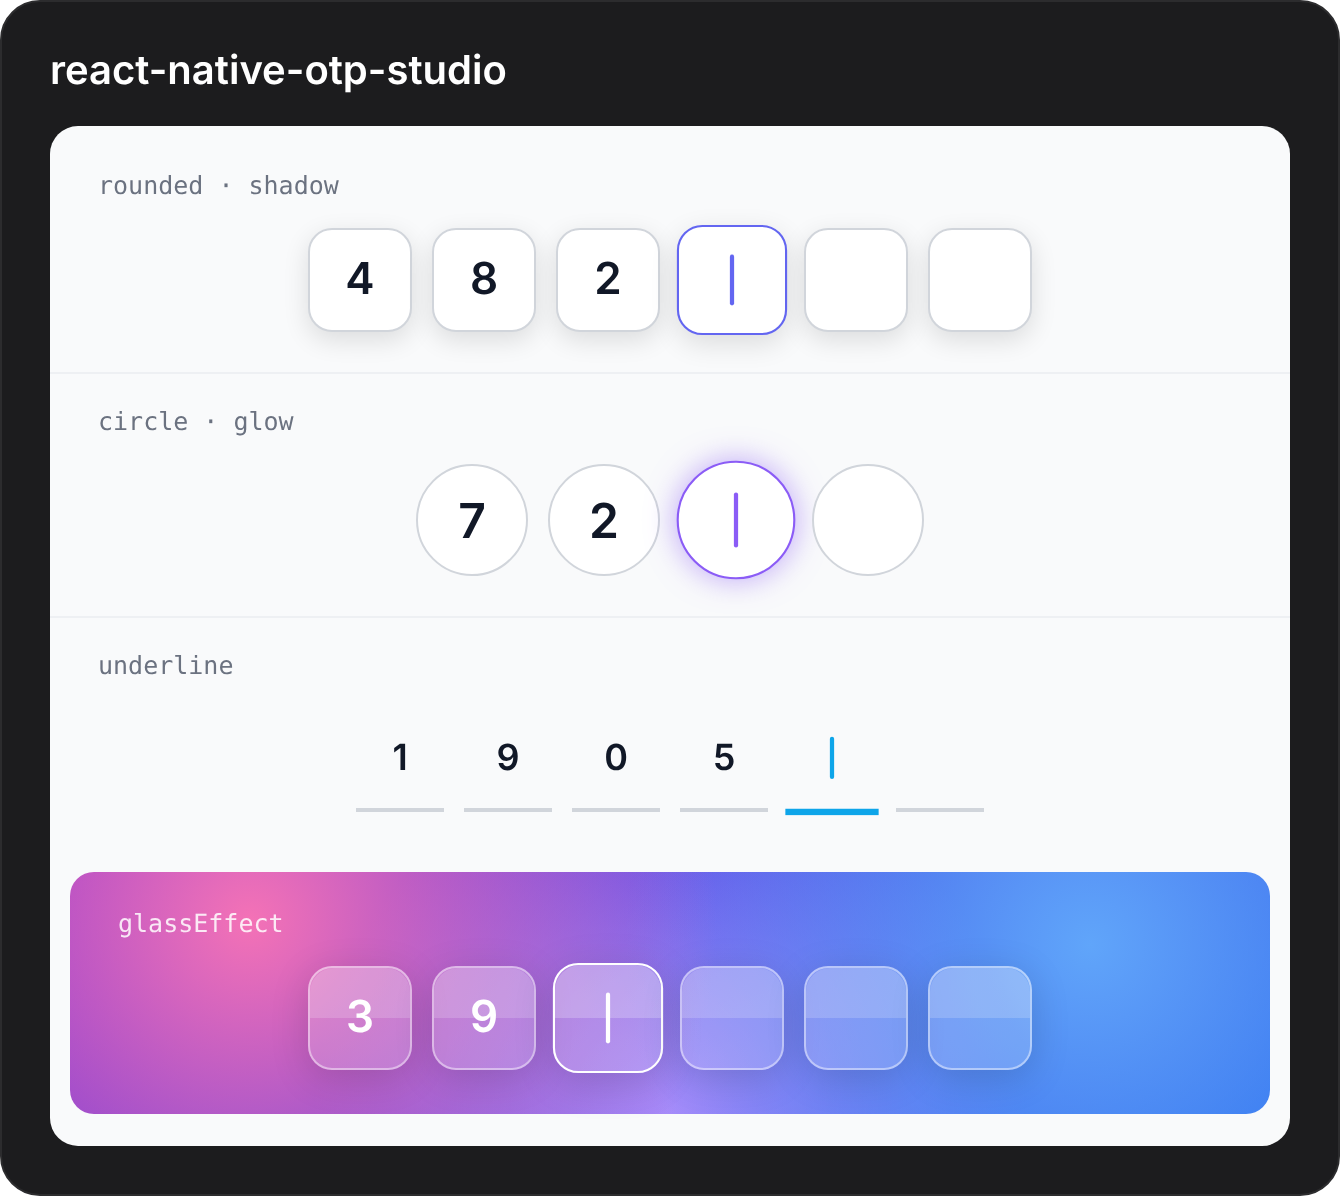 react-native-otp-studio
rounded · shadow
4 8 2
circle · glow
7 2
underline
1 9 0 5
glassEffect
3 9